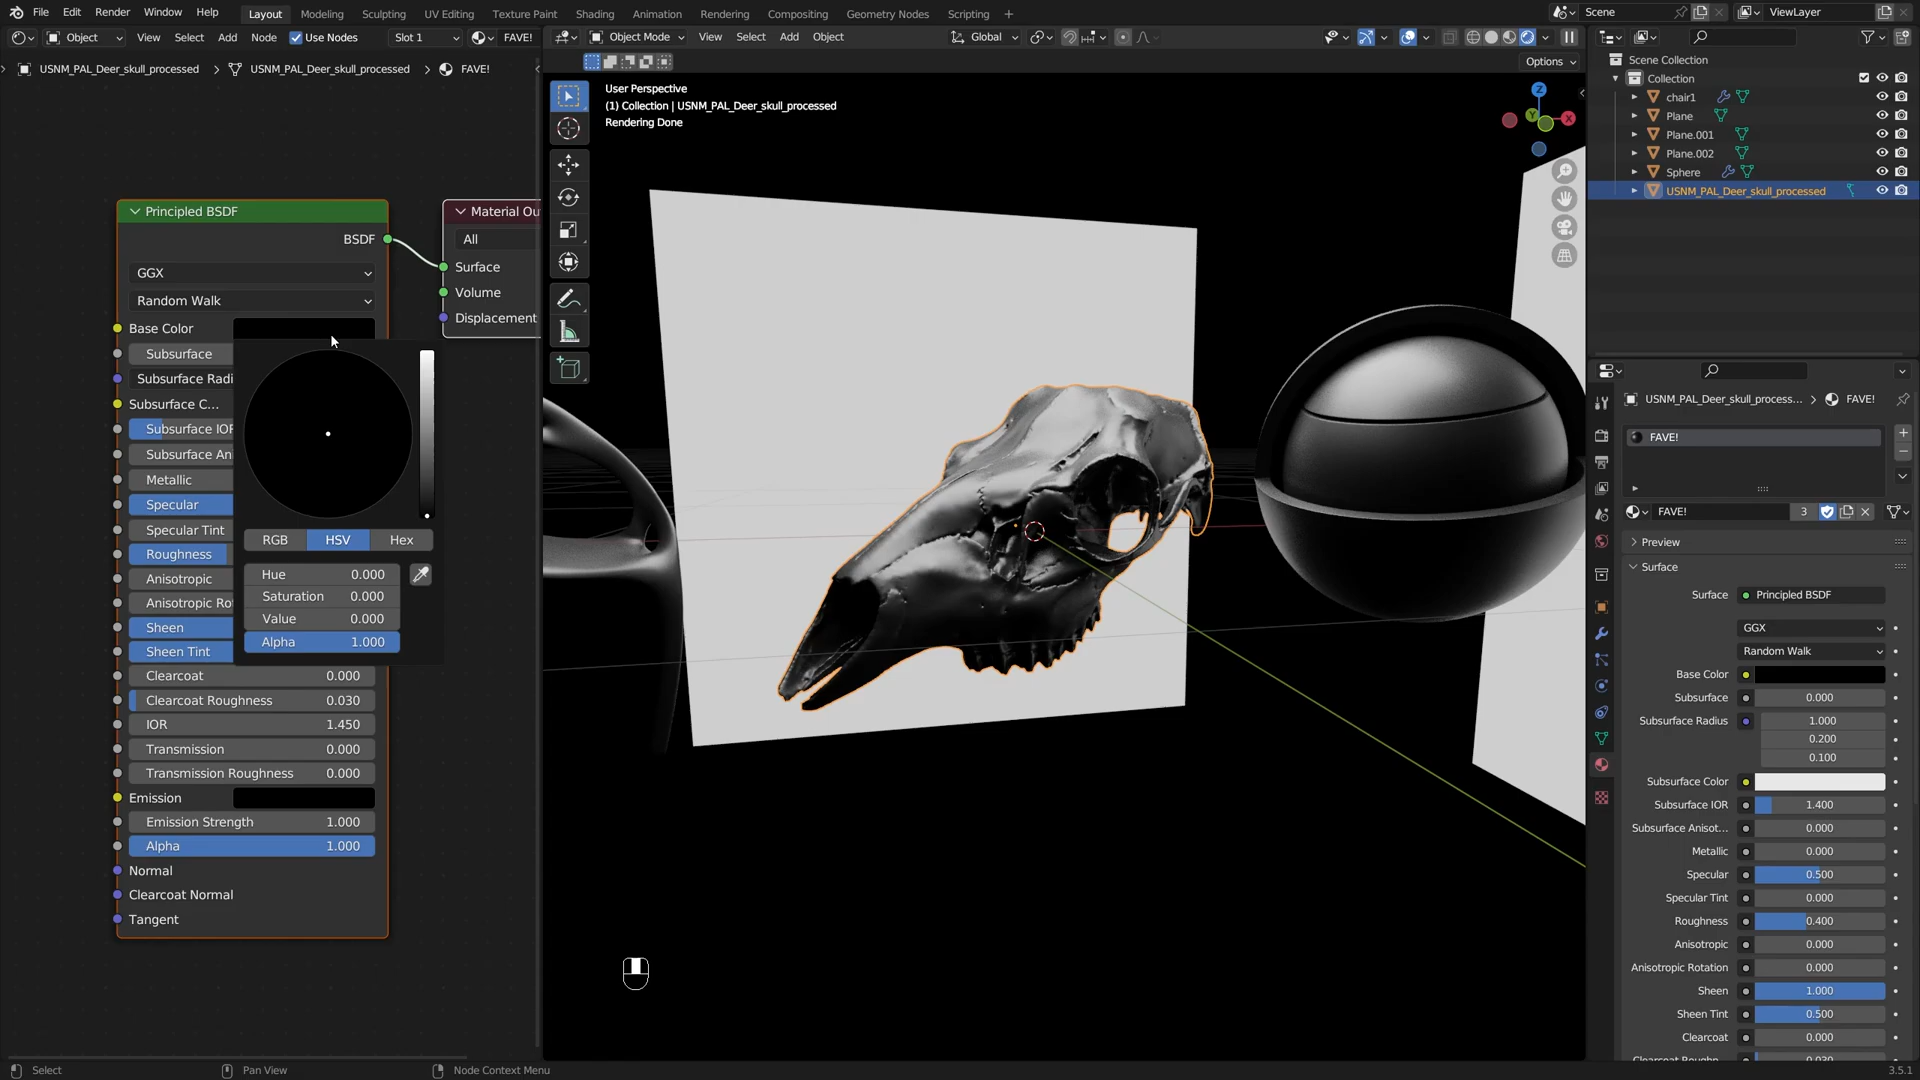 File Edit Render Window Help Layout Modeling Sculpting UV Editing Texture Paint Shading Animation Rendering Compositing Geometry Nodes Scripting Scene ViewLayer
Object View Select Add Node Use Nodes Slot 1 FAVE! Object Mode View Select Add Object Global
Options
USNM_PAL_Deer_skull_processed USNM_PAL_Deer_skull_processed FAVE!
User Perspective
(1) Collection | USNM_PAL_Deer_skull_processed
Rendering Done
Z
Y
X
Principled BSDF
BSDF
GGX
Random Walk
Base Color
Subsurface
Subsurface Radi
Subsurface C...
Subsurface IOR
Subsurface Ani
Metallic
Specular
Specular Tint
Roughness
Anisotropic
Anisotropic Ro
Sheen
Sheen Tint
Clearcoat 0.000
Clearcoat Roughness 0.030
IOR 1.450
Transmission 0.000
Transmission Roughness 0.000
Emission
Emission Strength 1.000
Alpha 1.000
Normal
Clearcoat Normal
Tangent
RGB HSV Hex
Hue 0.000
Saturation 0.000
Value 0.000
Alpha 1.000
Material Ou
All
Surface
Volume
Displacement
Scene Collection
Collection
chair1
Plane
Plane.001
Plane.002
Sphere
USNM_PAL_Deer_skull_processed
USNM_PAL_Deer_skull_process... FAVE!
FAVE!
FAVE! 3
Preview
Surface
Surface Principled BSDF
GGX
Random Walk
Base Color
Subsurface 0.000
Subsurface Radius 1.000
0.200
0.100
Subsurface Color
Subsurface IOR 1.400
Subsurface Anisot... 0.000
Metallic 0.000
Specular 0.500
Specular Tint 0.000
Roughness 0.400
Anisotropic 0.000
Anisotropic Rotation 0.000
Sheen 1.000
Sheen Tint 0.500
Clearcoat 0.000
Select Pan View Node Context Menu 3.5.1